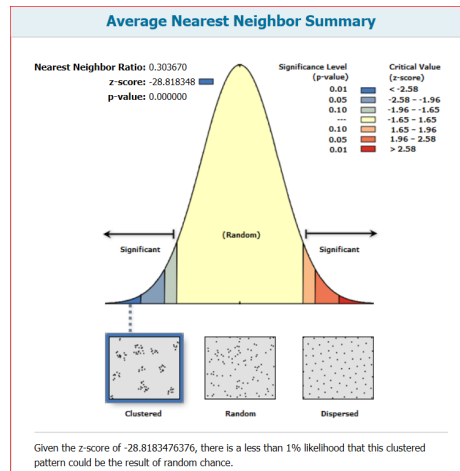 Average Nearest Neighbor Summary
Nearest Neighbor Ratio: 0.303670
z-score: -28.818348
p-value: 0.000000
Significance Level (p-value) Critical Value (z-score)
0.01 < -2.58
0.05 -2.58 – -1.96
0.10 -1.96 – -1.65
--- -1.65 – 1.65
0.10 1.65 – 1.96
0.05 1.96 – 2.58
0.01 > 2.58
(Random)
Significant Significant
Clustered Random Dispersed
Given the z-score of -28.8183476376, there is a less than 1% likelihood that this clustered
pattern could be the result of random chance.